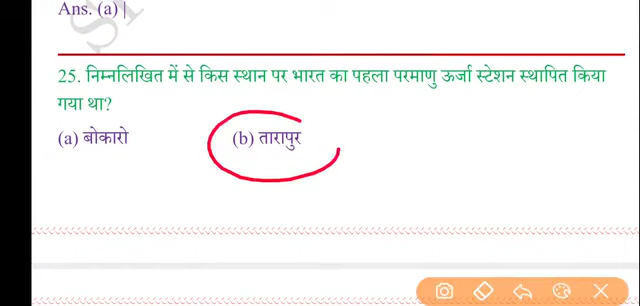 Ans. (a) |
25. निम्नलिखित में से किस स्थान पर भारत का पहला परमाणु ऊर्जा स्टेशन स्थापित किया
गया था?
(a) बोकारो (b) तारापुर